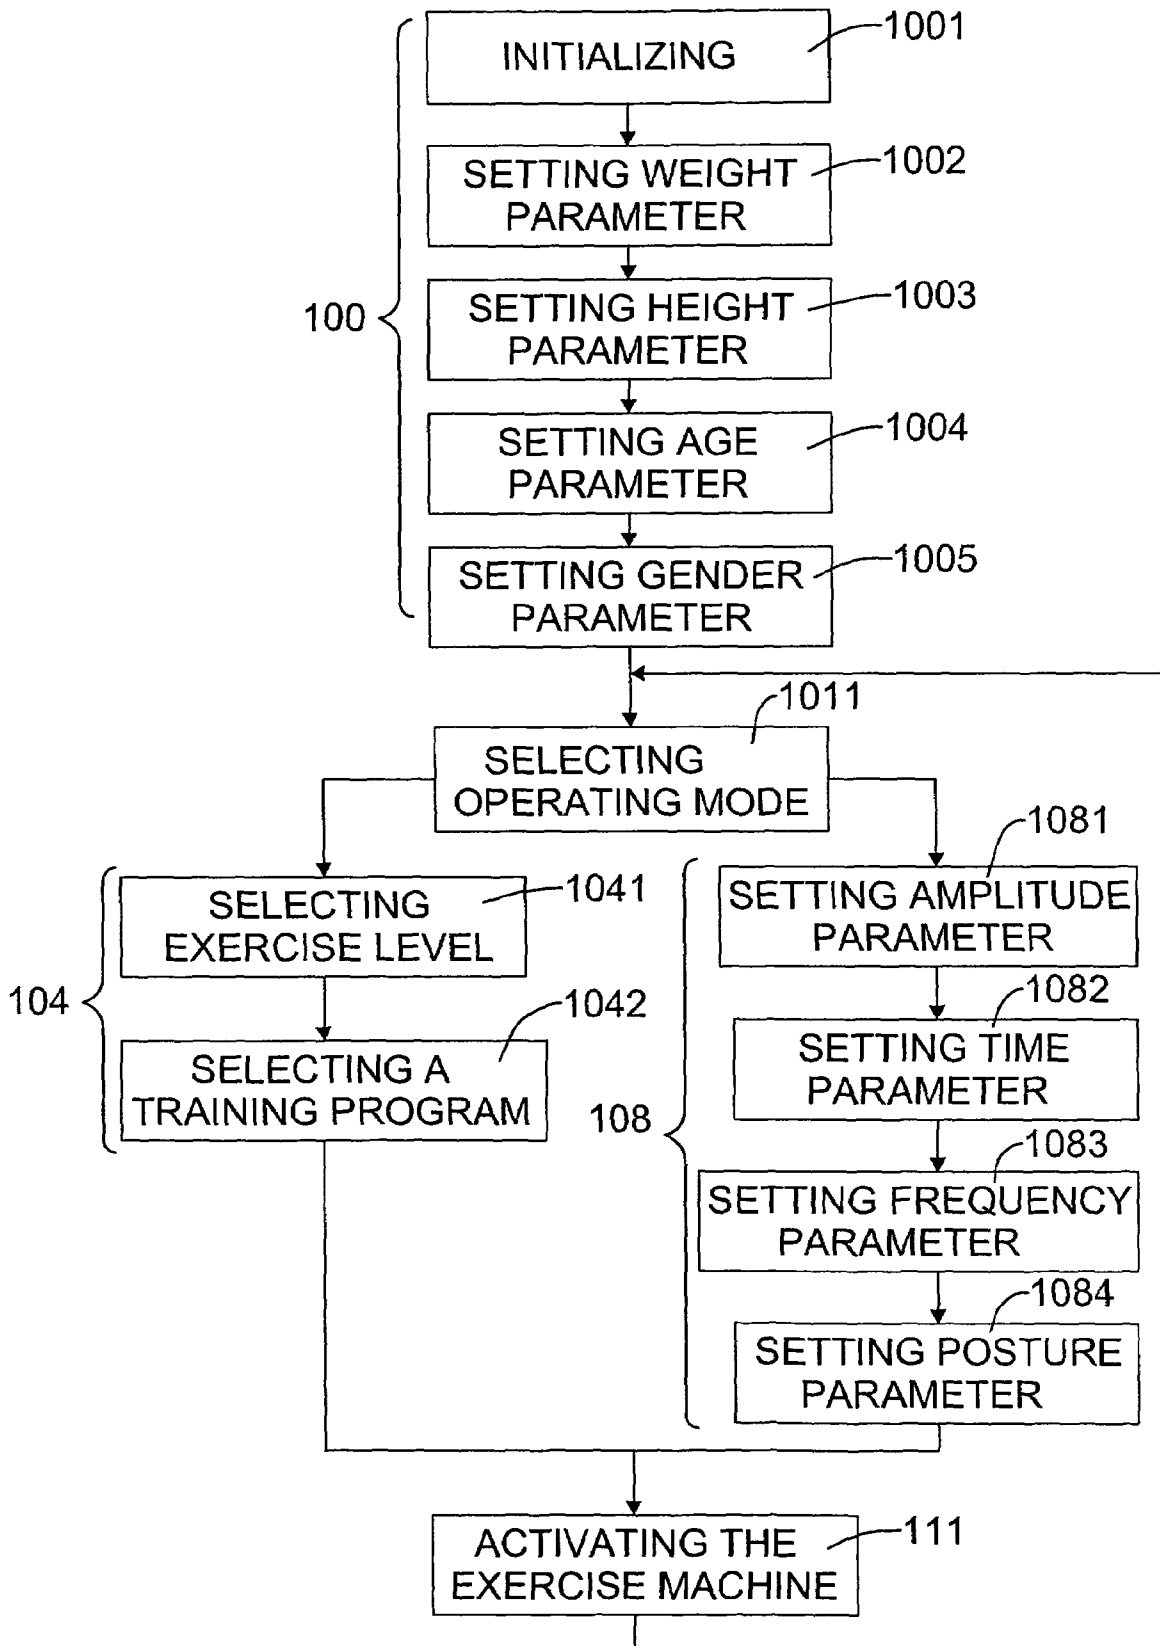 1001
INITIALIZING
1002
SETTING WEIGHT
PARAMETER
1003
SETTING HEIGHT
PARAMETER
100
1004
SETTING AGE
PARAMETER
1005
SETTING GENDER
PARAMETER
1011
SELECTING
OPERATING MODE
104
1041
SELECTING
EXERCISE LEVEL
1042
SELECTING A
TRAINING PROGRAM
108
1081
SETTING AMPLITUDE
PARAMETER
1082
SETTING TIME
PARAMETER
1083
SETTING FREQUENCY
PARAMETER
1084
SETTING POSTURE
PARAMETER
111
ACTIVATING THE
EXERCISE MACHINE